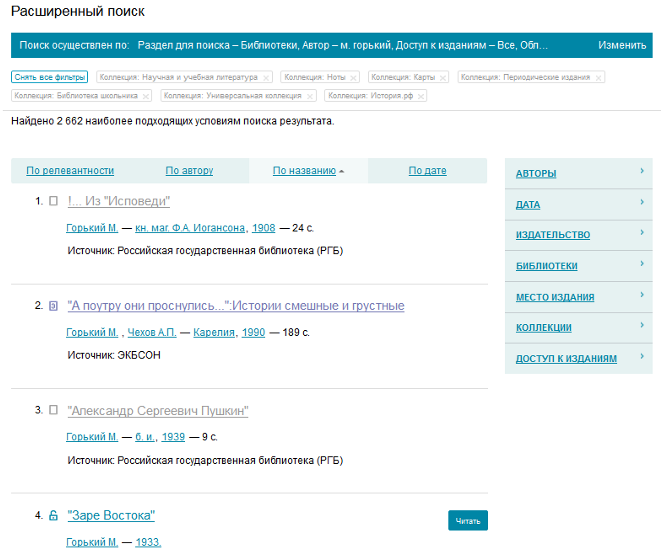 Расширенный поиск
Поиск осуществлен по: Раздел для поиска – Библиотеки, Автор – м. горький, Доступ к изданиям – Все, Обл... Изменить
Снять все фильтры Коллекция: Научная и учебная литература × Коллекция: Ноты × Коллекция: Карты × Коллекция: Периодические издания ×
Коллекция: Библиотека школьника × Коллекция: Универсальная коллекция × Коллекция: История.рф ×
Найдено 2 662 наиболее подходящих условиям поиска результата.
По релевантности По автору По названию По дате
1. !... Из "Исповеди"
Горький М. — кн. маг. Ф.А. Иогансона, 1908 — 24 с.
Источник: Российская государственная библиотека (РГБ)
2. "А поутру они проснулись...":Истории смешные и грустные
Горький М. , Чехов А.П. — Карелия, 1990 — 189 с.
Источник: ЭКБСОН
3. "Александр Сергеевич Пушкин"
Горький М. — б. и., 1939 — 9 с.
Источник: Российская государственная библиотека (РГБ)
4. "Заре Востока" Читать
Горький М. — 1933.
АВТОРЫ
ДАТА
ИЗДАТЕЛЬСТВО
БИБЛИОТЕКИ
МЕСТО ИЗДАНИЯ
КОЛЛЕКЦИИ
ДОСТУП К ИЗДАНИЯМ